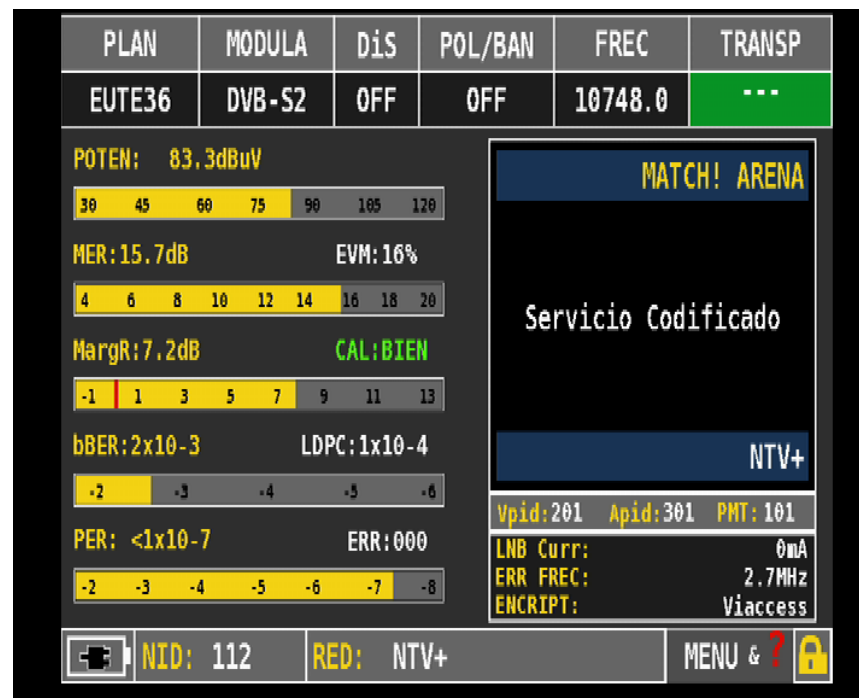 PLAN MODULA DiS POL/BAN FREC TRANSP
EUTE36 DVB-S2 OFF OFF 10748.0 ---
POTEN: 83.3dBuV
30 45 60 75 90 105 120
MER:15.7dB EVM:16%
4 6 8 10 12 14 16 18 20
MargR:7.2dB CAL:BIEN
-1 1 3 5 7 9 11 13
bBER:2x10-3 LDPC:1x10-4
-2 -3 -4 -5 -6
PER: <1x10-7 ERR:000
-2 -3 -4 -5 -6 -7 -8
MATCH! ARENA
Servicio Codificado
NTV+
Vpid:201 Apid:301 PMT:101
LNB Curr: 0mA
ERR FREC: 2.7MHz
ENCRIPT: Viaccess
NID: 112 RED: NTV+ MENU & ?